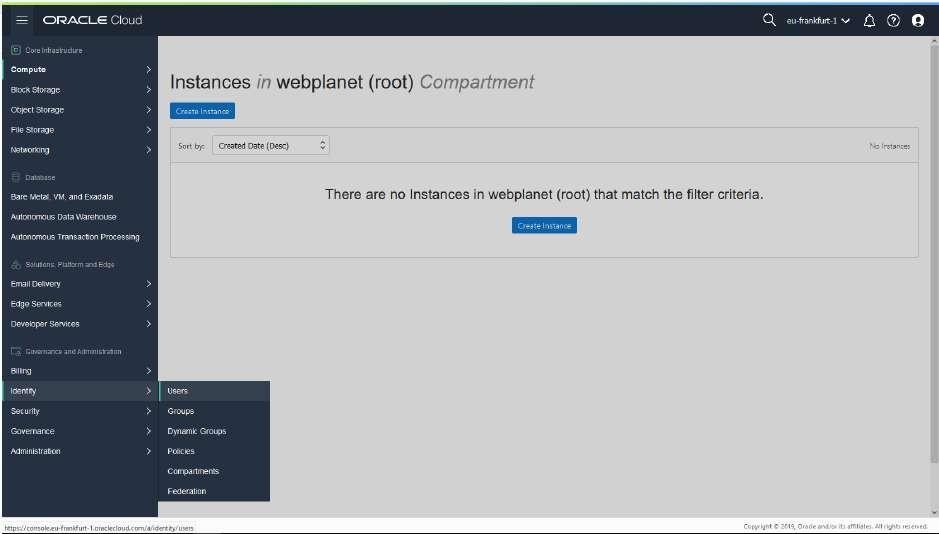 ORACLE Cloud
eu-frankfurt-1
Core Infrastructure
Compute
Block Storage
Object Storage
File Storage
Networking
Database
Bare Metal, VM, and Exadata
Autonomous Data Warehouse
Autonomous Transaction Processing
Solutions, Platform and Edge
Email Delivery
Edge Services
Developer Services
Governance and Administration
Billing
Identity
Security
Governance
Administration
Users
Groups
Dynamic Groups
Policies
Compartments
Federation
Instances in webplanet (root) Compartment
Create Instance
Sort by: Created Date (Desc)
No Instances
There are no Instances in webplanet (root) that match the filter criteria.
Create Instance
https://console.eu-frankfurt-1.oraclecloud.com/a/identity/users
Copyright © 2019, Oracle and/or its affiliates. All rights reserved.